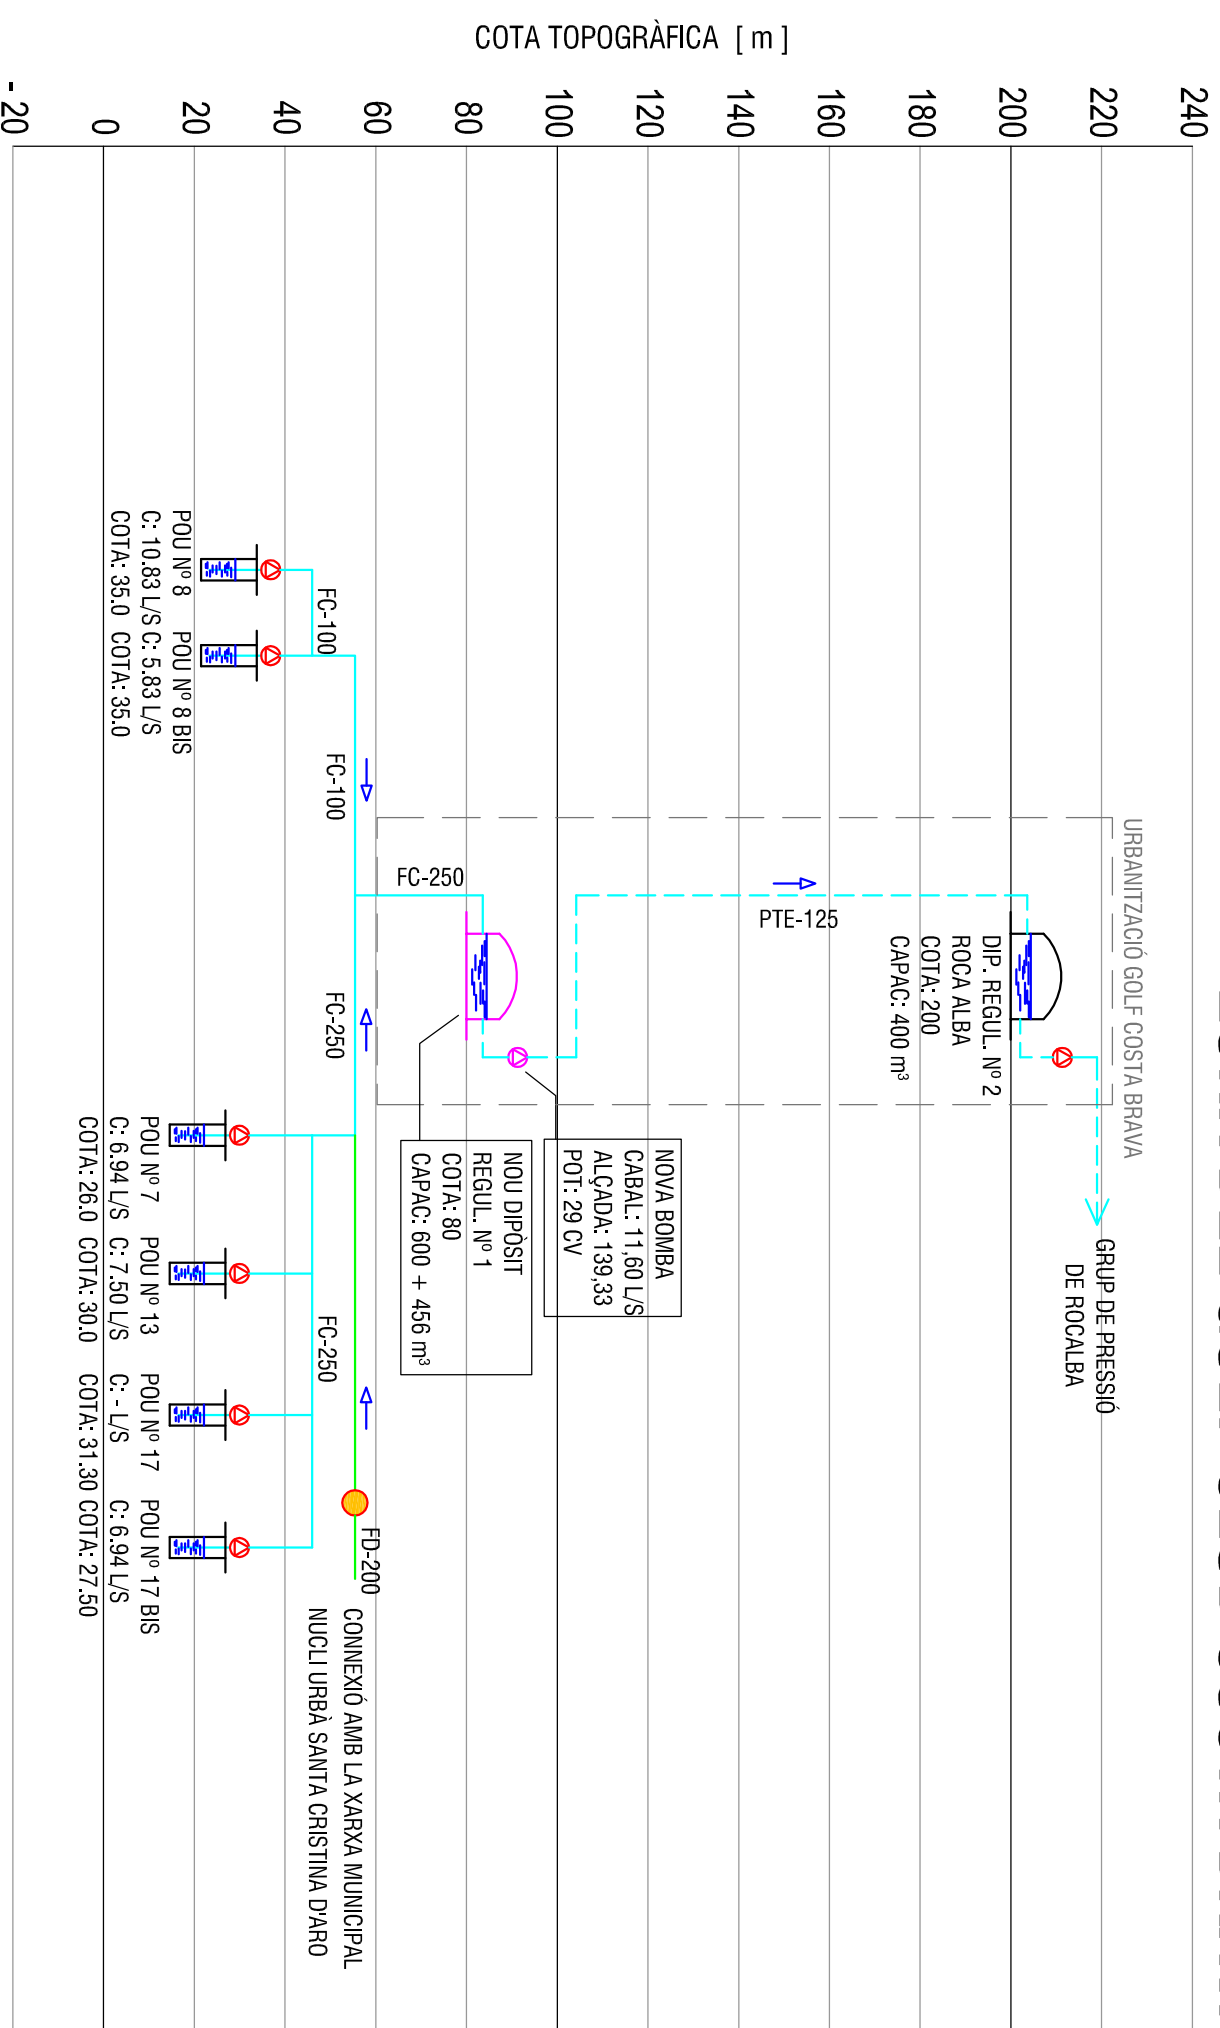 COTA TOPOGRÀFICA [ m ]
240
220
200
180
160
140
120
100
80
60
40
20
0
-20
URBANITZACIÓ GOLF COSTA BRAVA
GRUP DE PRESSIÓ
DE ROCALBA
DIP. REGUL. Nº 2
ROCA ALBA
COTA: 200
CAPAC: 400 m³
PTE-125
NOVA BOMBA
CABAL: 11,60 L/S
ALÇADA: 139,33
POT: 29 CV
NOU DIPÒSIT
REGUL. Nº 1
COTA: 80
CAPAC: 600 + 456 m³
FC-250
FC-100
FC-100
FC-250
FC-250
FD-200
CONNEXIÓ AMB LA XARXA MUNICIPAL
NUCLI URBÀ SANTA CRISTINA D'ARO
POU Nº 8
C: 10.83 L/S
COTA: 35.0
POU Nº 8 BIS
C: 5.83 L/S
COTA: 35.0
POU Nº 7
C: 6.94 L/S
COTA: 26.0
POU Nº 13
C: 7.50 L/S
COTA: 30.0
POU Nº 17
C: - L/S
COTA: 31.30
POU Nº 17 BIS
C: 6.94 L/S
COTA: 27.50